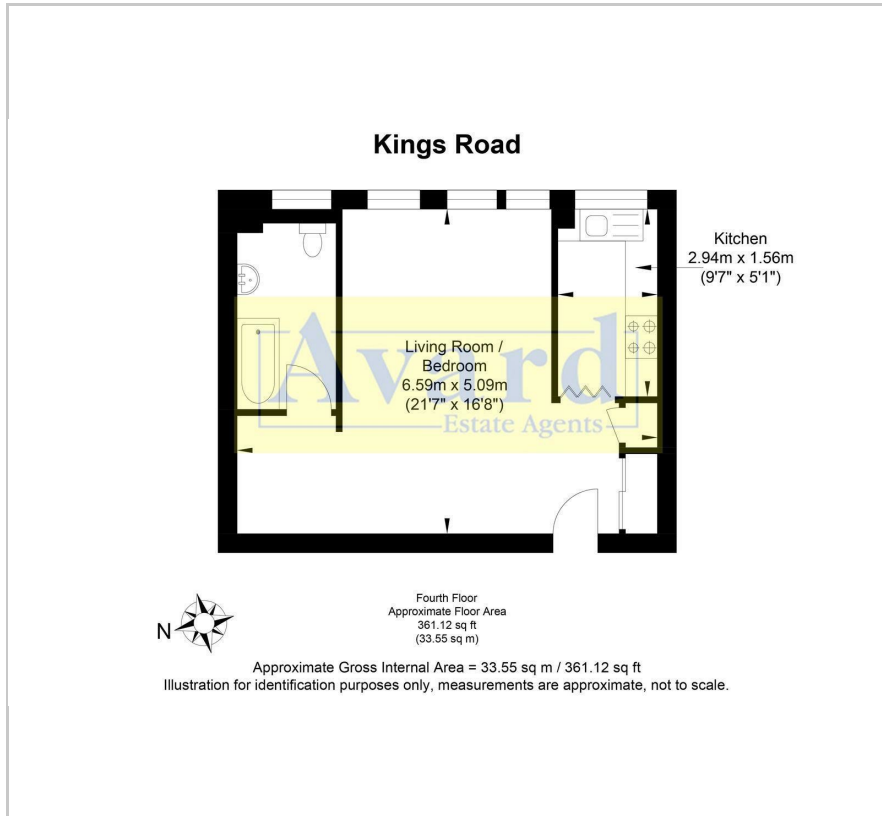 Kings Road
Kitchen
2.94m x 1.56m
(9'7" x 5'1")
Avard
Estate Agents
Living Room /
Bedroom
6.59m x 5.09m
(21'7" x 16'8")
N
Fourth Floor
Approximate Floor Area
361.12 sq ft
(33.55 sq m)
Approximate Gross Internal Area = 33.55 sq m / 361.12 sq ft
Illustration for identification purposes only, measurements are approximate, not to scale.